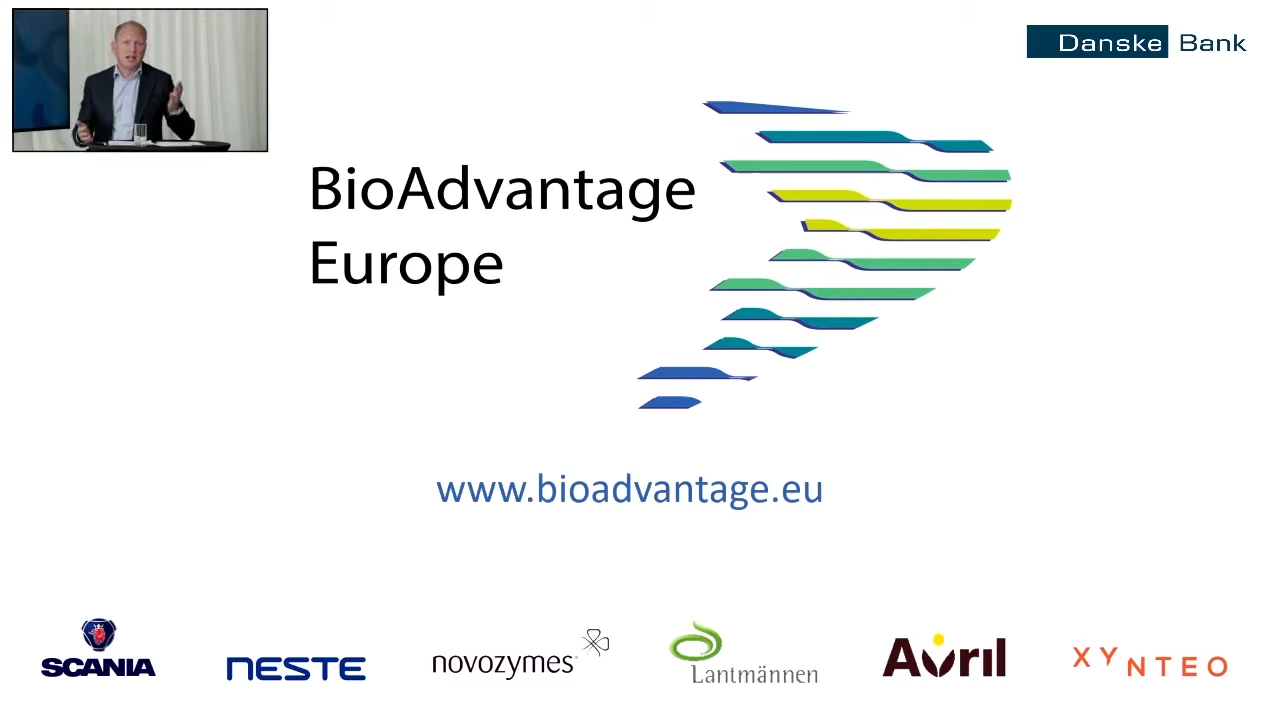 Danske Bank
BioAdvantage
Europe
www.bioadvantage.eu
SCANIA
NESTE
novozymes
Lantmännen
Avril
XYNTEO